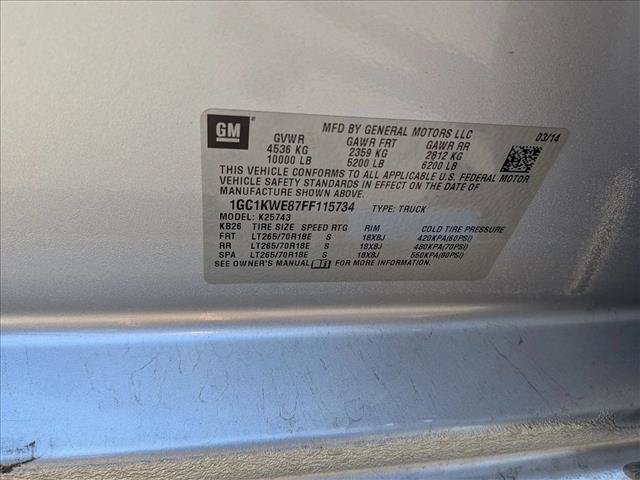 GM
MFD BY GENERAL MOTORS LLC 03/14
GVWR GAWR FRT GAWR RR
4536 KG 2359 KG 2812 KG
10000 LB 5200 LB 6200 LB
THIS VEHICLE CONFORMS TO ALL APPLICABLE U.S. FEDERAL MOTOR
VEHICLE SAFETY STANDARDS IN EFFECT ON THE DATE OF
MANUFACTURE SHOWN ABOVE.
1GC1KWE87FF115734 TYPE: TRUCK
MODEL: K25743
KB26 TIRE SIZE SPEED RTG RIM COLD TIRE PRESSURE
FRT LT265/70R18E S 18X8J 420KPA(60PSI)
RR LT265/70R18E S 18X8J 480KPA(70PSI)
SPA LT265/70R18E S 18X8J 550KPA(80PSI)
SEE OWNER'S MANUAL FOR MORE INFORMATION.